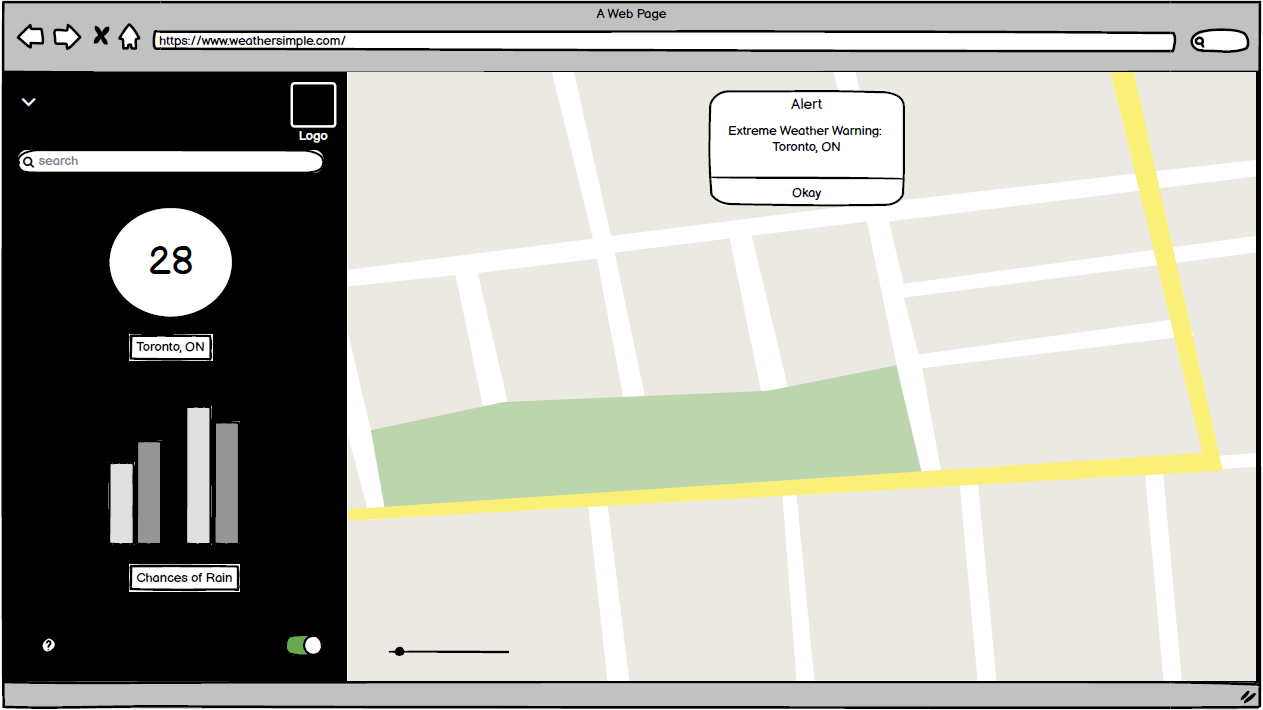 A Web Page
https://www.weathersimple.com/
Logo
search
28
Toronto, ON
Chances of Rain
?
Alert
Extreme Weather Warning:
Toronto, ON
Okay